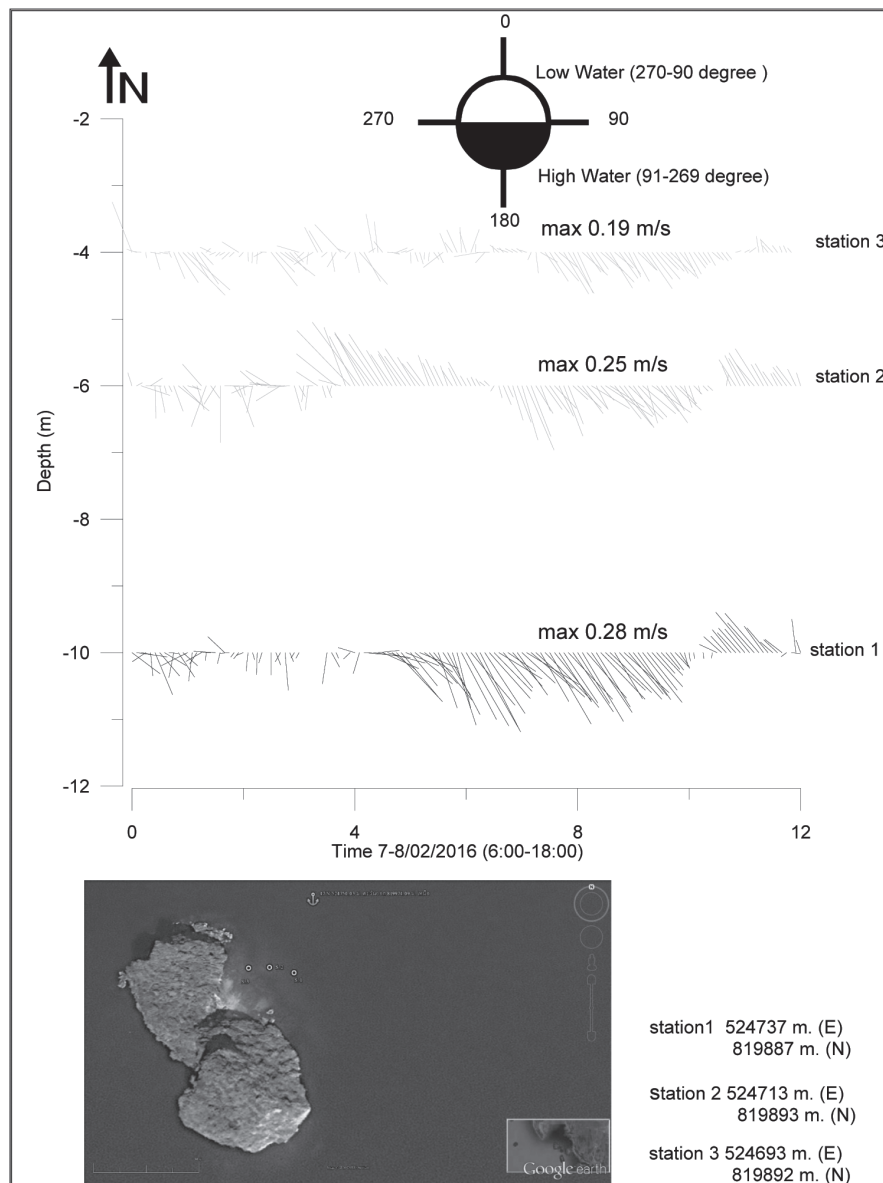 0
N
Low Water (270-90 degree )
270
90
High Water (91-269 degree)
180
-2
max 0.19 m/s
station 3
-4
max 0.25 m/s
station 2
-6
Depth (m)
-8
max 0.28 m/s
station 1
-10
-12
0
4
8
12
Time 7-8/02/2016 (6:00-18:00)
N
station1 524737 m. (E)
819887 m. (N)
station 2 524713 m. (E)
819893 m. (N)
station 3 524693 m. (E)
819892 m. (N)
Google earth